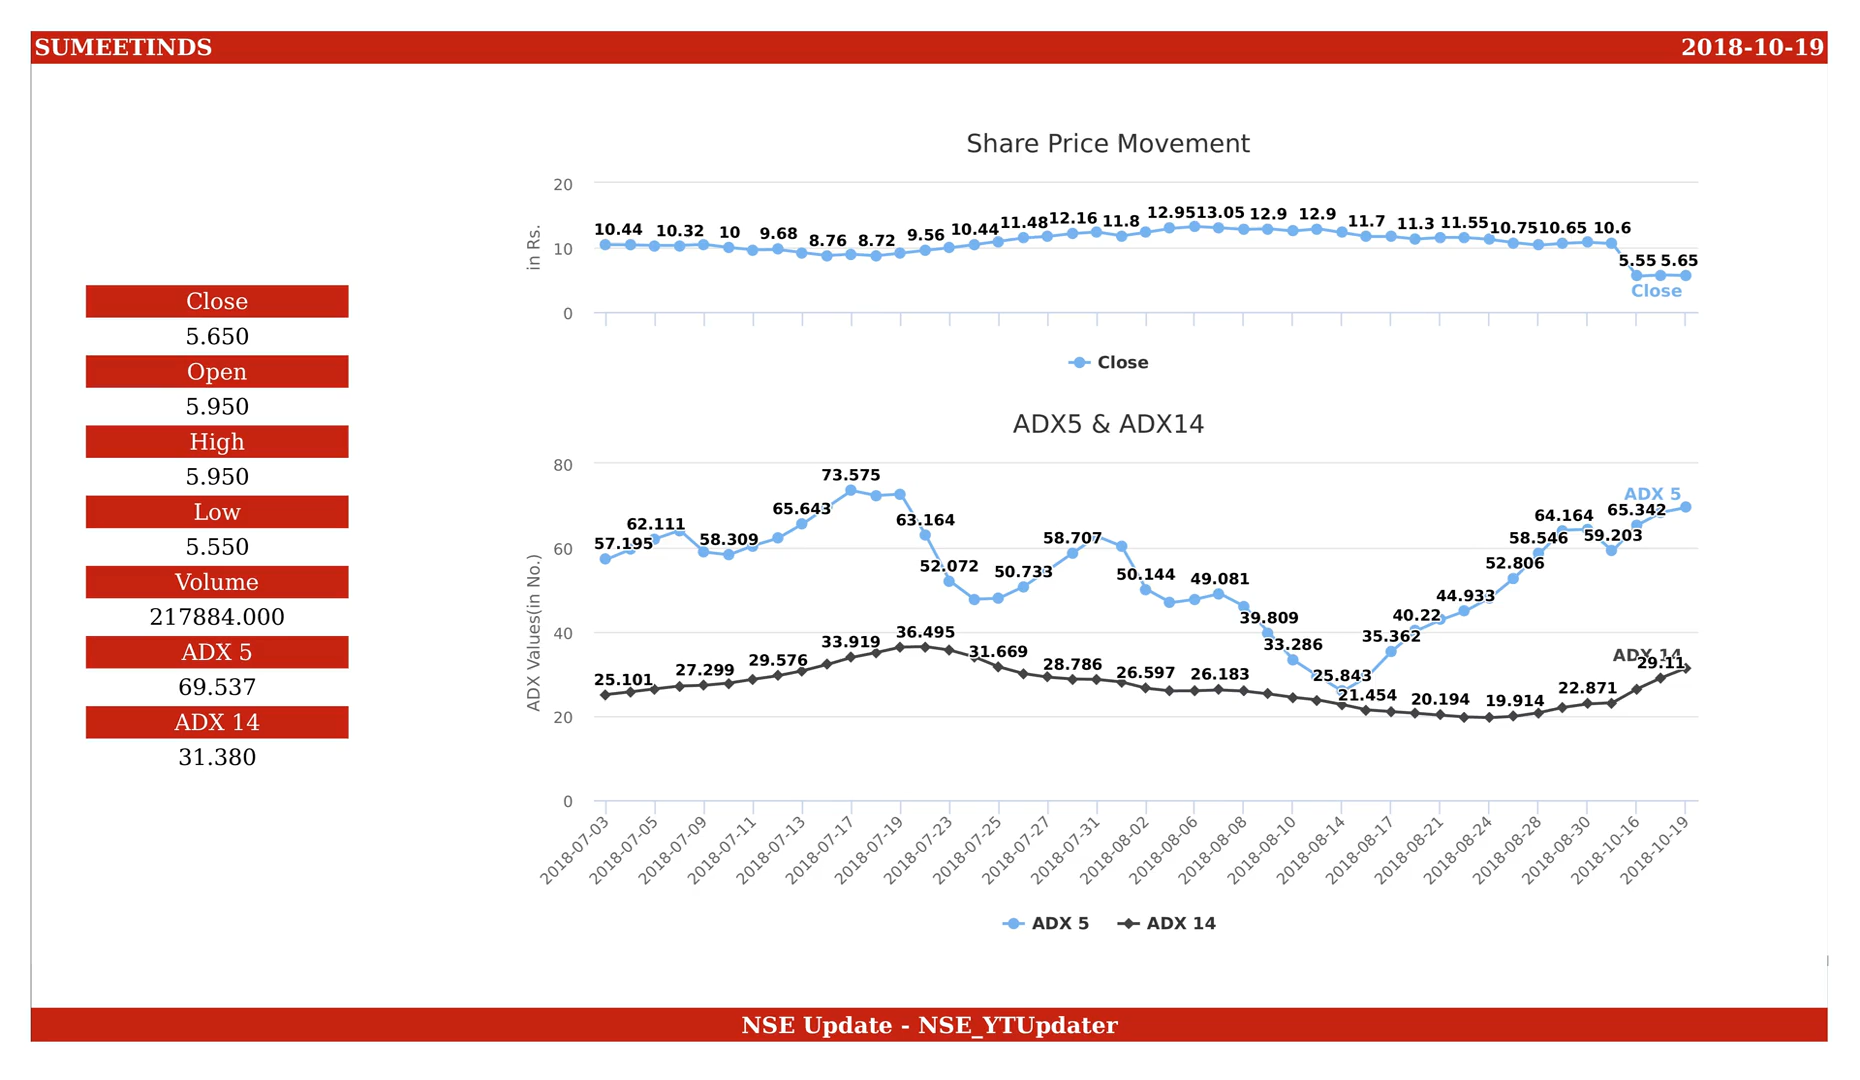 SUMEETINDS
2018-10-19
Close
5.650
Open
5.950
High
5.950
Low
5.550
Volume
217884.000
ADX 5
69.537
ADX 14
31.380
Share Price Movement
in Rs.
20
10
0
10.44 10.32 10 9.68 8.76 8.72 9.56 10.44 11.48 12.16 11.8 12.95 13.05 12.9 12.9 11.7 11.3 11.55 10.75 10.65 10.6 5.55 5.65
Close
Close
ADX5 & ADX14
ADX Values(in No.)
80
60
40
20
0
57.195 62.111 58.309 65.643 73.575 63.164 52.072 50.733 58.707 50.144 49.081 39.809 33.286 25.843 35.362 40.22 44.933 52.806 58.546 64.164 59.203 65.342
ADX 5
25.101 27.299 29.576 33.919 36.495 31.669 28.786 26.597 26.183 21.454 20.194 19.914 22.871 29.11
ADX 14
2018-07-03 2018-07-05 2018-07-09 2018-07-11 2018-07-13 2018-07-17 2018-07-19 2018-07-23 2018-07-25 2018-07-27 2018-07-31 2018-08-02 2018-08-06 2018-08-08 2018-08-10 2018-08-14 2018-08-17 2018-08-21 2018-08-24 2018-08-28 2018-08-30 2018-10-16 2018-10-19
ADX 5 ADX 14
NSE Update - NSE_YTUpdater